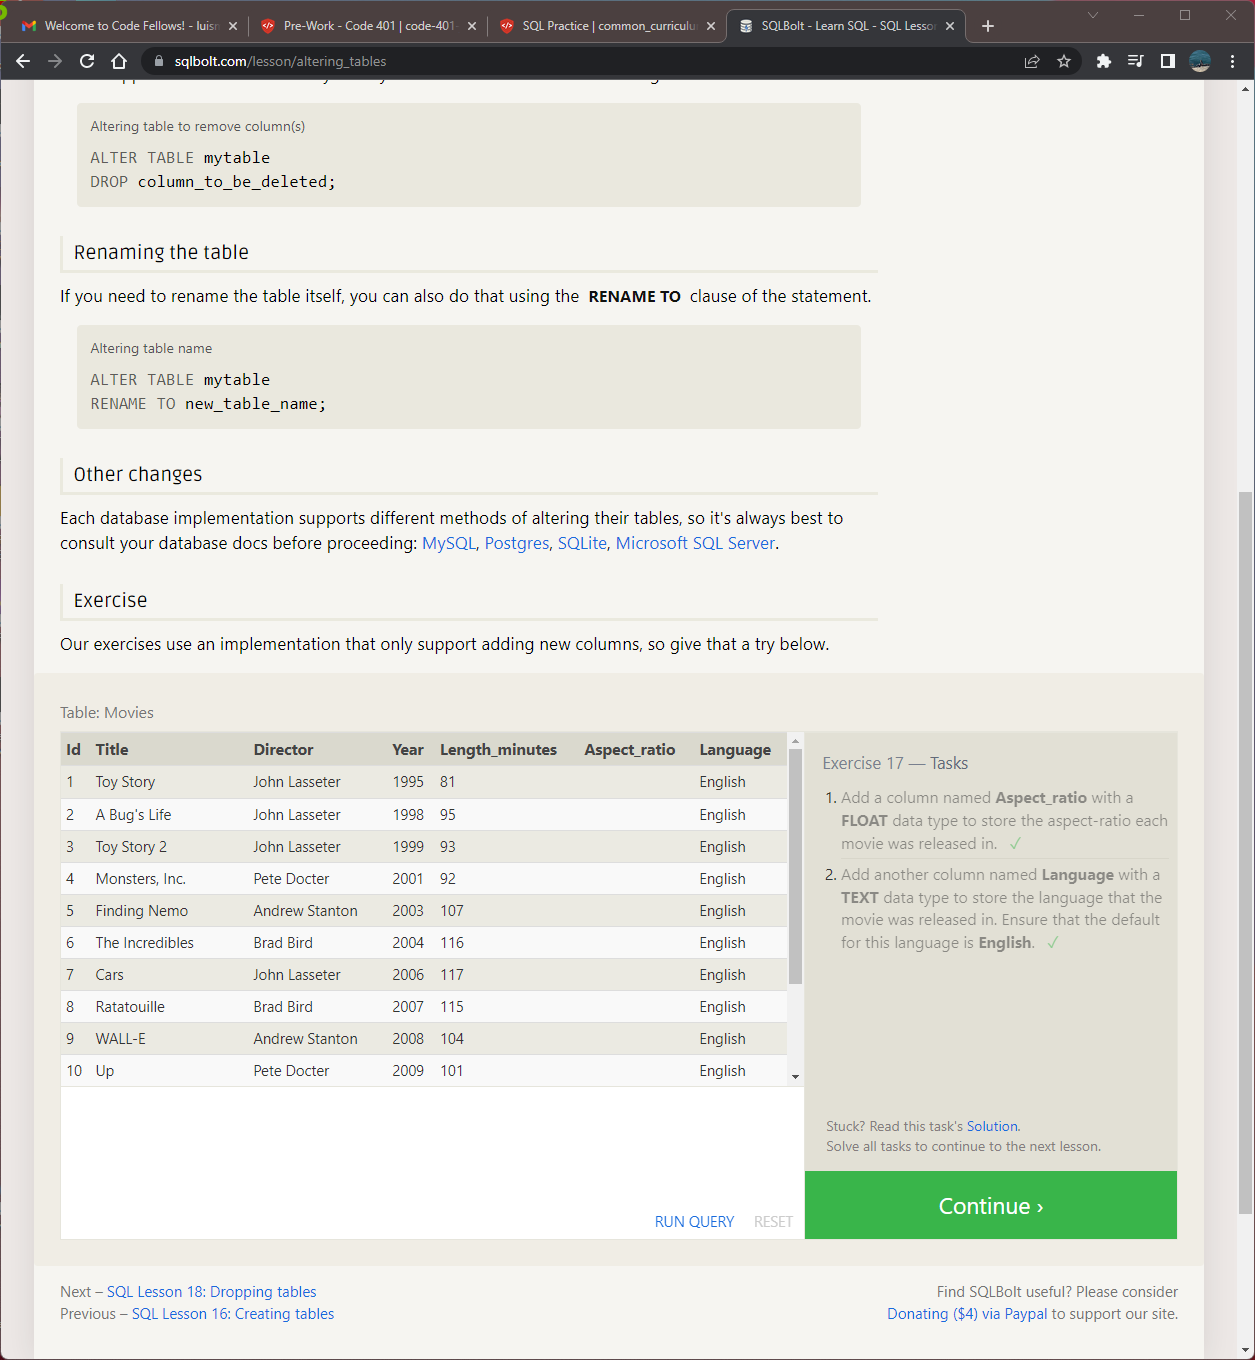 Welcome to Code Fellows! - luisn
Pre-Work - Code 401 | code-401-
SQL Practice | common_curriculu
SQLBolt - Learn SQL - SQL Lesson
sqlbolt.com/lesson/altering_tables
Altering table to remove column(s)
ALTER TABLE mytable
DROP column_to_be_deleted;
Renaming the table
If you need to rename the table itself, you can also do that using the RENAME TO clause of the statement.
Altering table name
ALTER TABLE mytable
RENAME TO new_table_name;
Other changes
Each database implementation supports different methods of altering their tables, so it's always best to
consult your database docs before proceeding: MySQL, Postgres, SQLite, Microsoft SQL Server.
Exercise
Our exercises use an implementation that only support adding new columns, so give that a try below.
Table: Movies
Id Title Director Year Length_minutes Aspect_ratio Language
1 Toy Story John Lasseter 1995 81 English
2 A Bug's Life John Lasseter 1998 95 English
3 Toy Story 2 John Lasseter 1999 93 English
4 Monsters, Inc. Pete Docter 2001 92 English
5 Finding Nemo Andrew Stanton 2003 107 English
6 The Incredibles Brad Bird 2004 116 English
7 Cars John Lasseter 2006 117 English
8 Ratatouille Brad Bird 2007 115 English
9 WALL-E Andrew Stanton 2008 104 English
10 Up Pete Docter 2009 101 English
RUN QUERY RESET
Exercise 17 — Tasks
1. Add a column named Aspect_ratio with a
FLOAT data type to store the aspect-ratio each
movie was released in. ✓
2. Add another column named Language with a
TEXT data type to store the language that the
movie was released in. Ensure that the default
for this language is English. ✓
Stuck? Read this task's Solution.
Solve all tasks to continue to the next lesson.
Continue ›
Next – SQL Lesson 18: Dropping tables
Previous – SQL Lesson 16: Creating tables
Find SQLBolt useful? Please consider
Donating ($4) via Paypal to support our site.